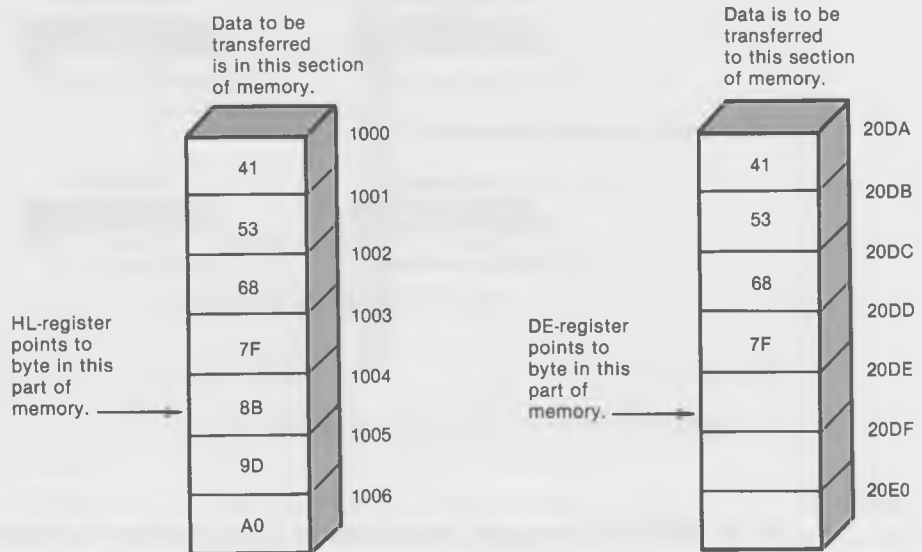 Data to be
transferred
is in this section
of memory.
1000
41
1001
53
1002
68
1003
7F
1004
8B
1005
9D
1006
A0
HL-register
points to
byte in this
part of
memory.
Data is to be
transferred
to this section
of memory.
20DA
41
20DB
53
20DC
68
20DD
7F
20DE
20DF
20E0
DE-register
points to
byte in this
part of
memory.